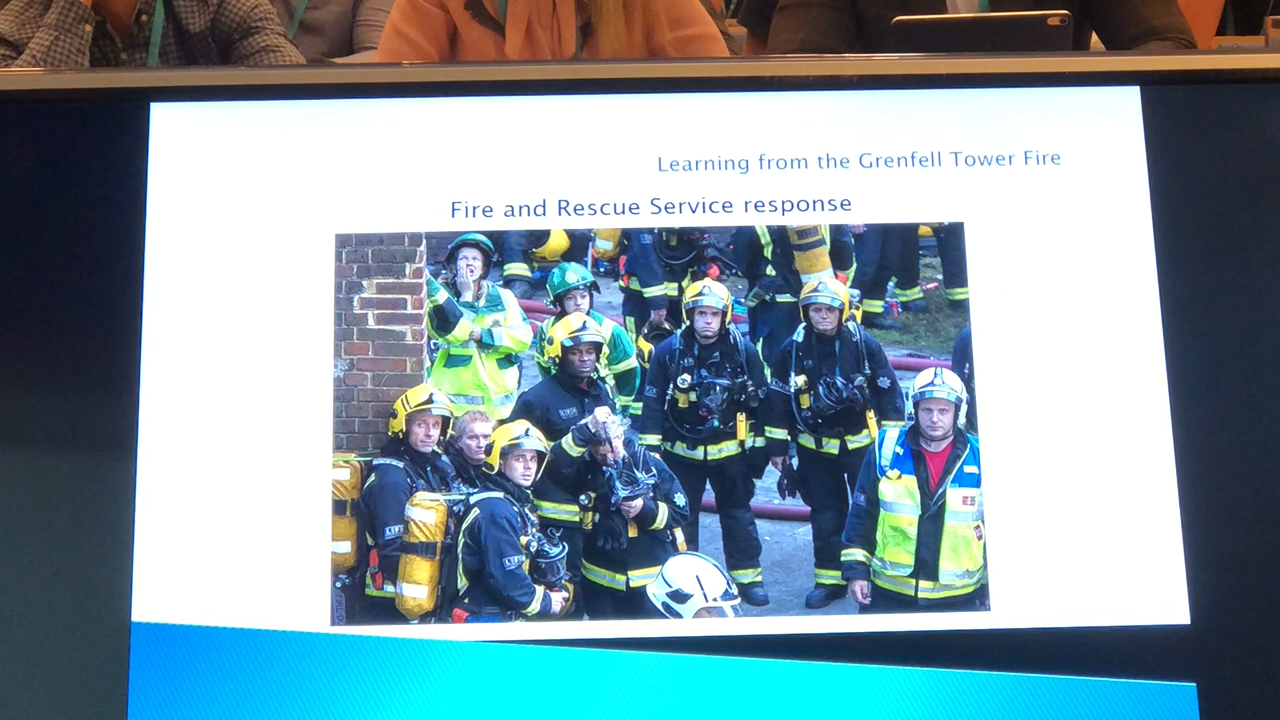 Learning from the Grenfell Tower Fire
Fire and Rescue Service response